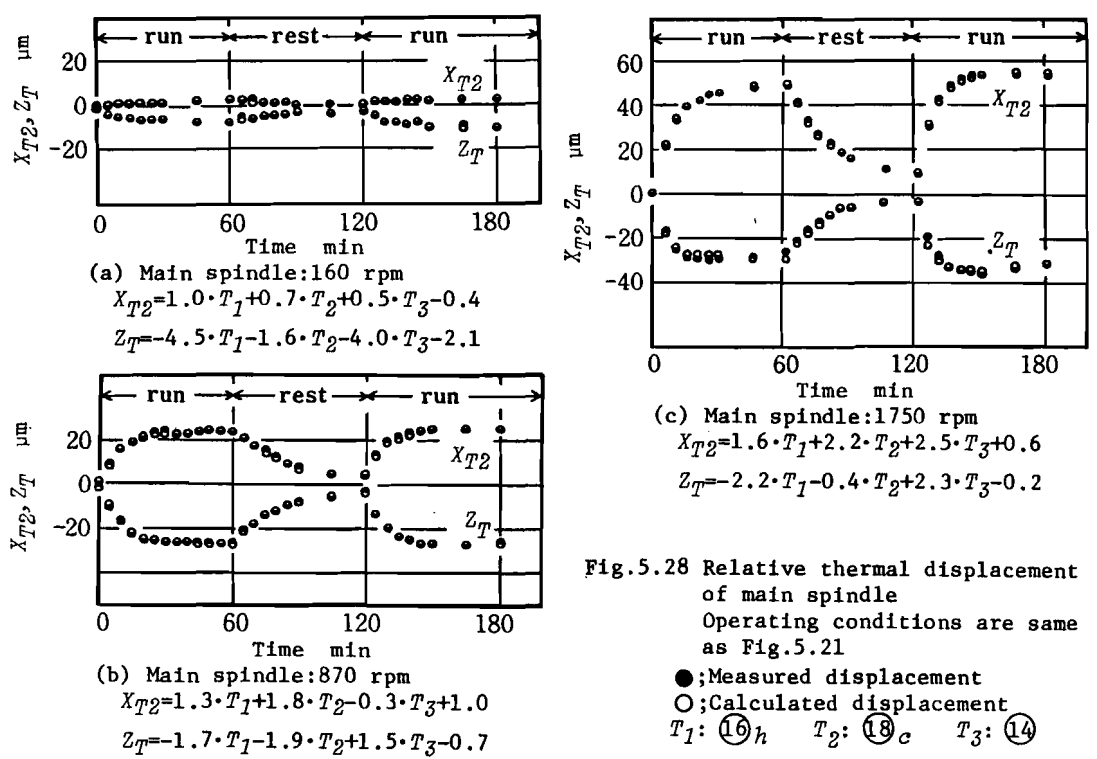 run rest run
X_T2, Z_T μm
20
0
-20
X_T2
Z_T
0 60 120 180
Time min
(a) Main spindle:160 rpm
X_T2=1.0·T_1+0.7·T_2+0.5·T_3-0.4
Z_T=-4.5·T_1-1.6·T_2-4.0·T_3-2.1
run rest run
X_T2, Z_T μm
20
0
-20
X_T2
Z_T
0 60 120 180
Time min
(b) Main spindle:870 rpm
X_T2=1.3·T_1+1.8·T_2-0.3·T_3+1.0
Z_T=-1.7·T_1-1.9·T_2+1.5·T_3-0.7
run rest run
X_T2, Z_T μm
60
40
20
0
-20
-40
X_T2
Z_T
0 60 120 180
Time min
(c) Main spindle:1750 rpm
X_T2=1.6·T_1+2.2·T_2+2.5·T_3+0.6
Z_T=-2.2·T_1-0.4·T_2+2.3·T_3-0.2
Fig.5.28 Relative thermal displacement
of main spindle
Operating conditions are same
as Fig.5.21
●;Measured displacement
○;Calculated displacement
T_1: ⑯h T_2: ⑱c T_3: ⑭